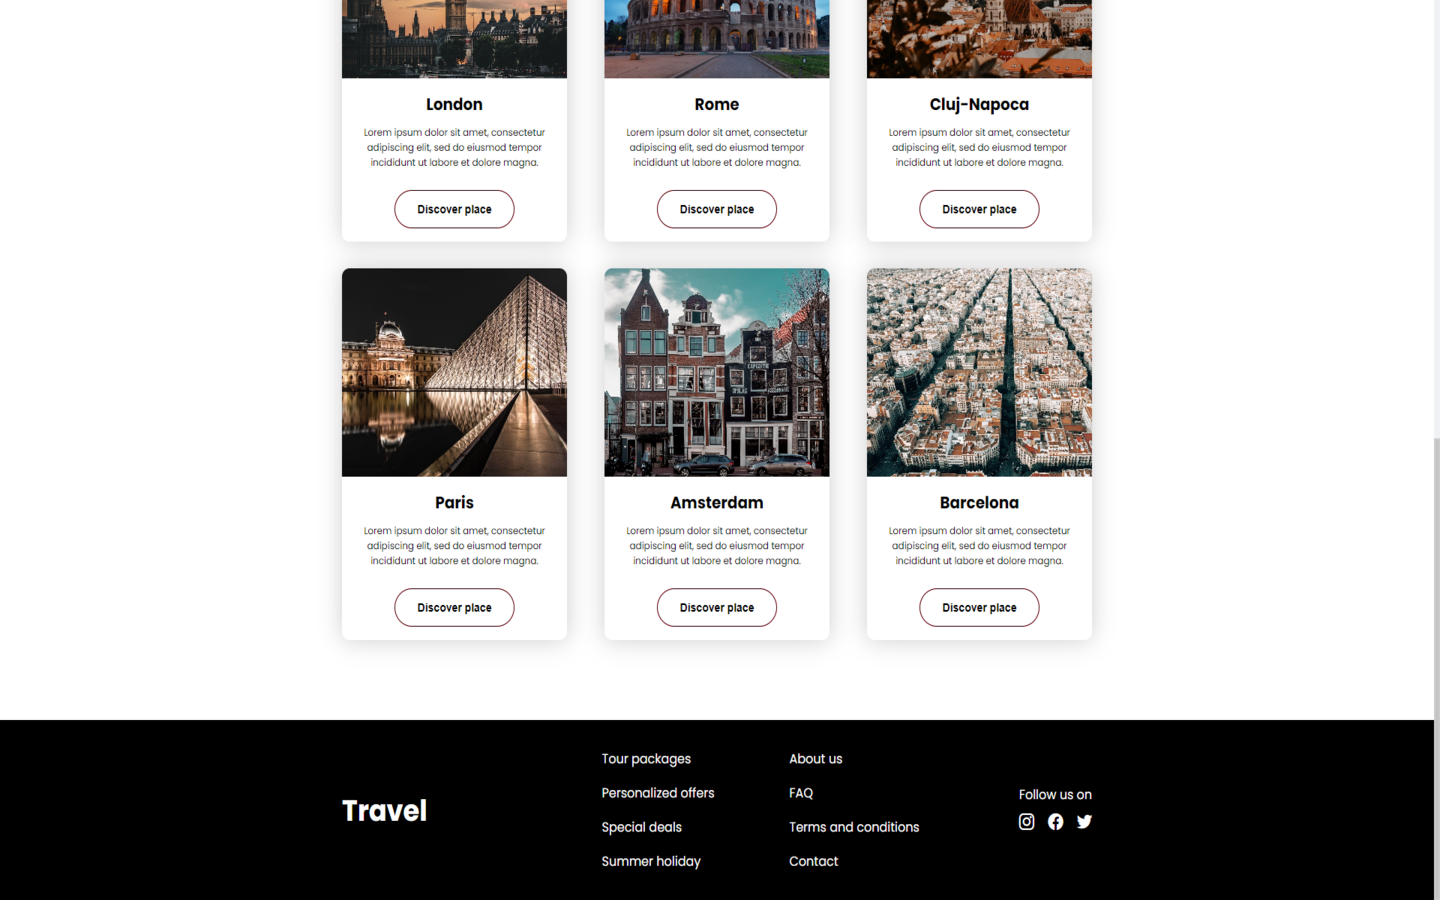 London
Lorem ipsum dolor sit amet, consectetur
adipiscing elit, sed do eiusmod tempor
incididunt ut labore et dolore magna.
Discover place
Rome
Lorem ipsum dolor sit amet, consectetur
adipiscing elit, sed do eiusmod tempor
incididunt ut labore et dolore magna.
Discover place
Cluj-Napoca
Lorem ipsum dolor sit amet, consectetur
adipiscing elit, sed do eiusmod tempor
incididunt ut labore et dolore magna.
Discover place
Paris
Lorem ipsum dolor sit amet, consectetur
adipiscing elit, sed do eiusmod tempor
incididunt ut labore et dolore magna.
Discover place
Amsterdam
Lorem ipsum dolor sit amet, consectetur
adipiscing elit, sed do eiusmod tempor
incididunt ut labore et dolore magna.
Discover place
Barcelona
Lorem ipsum dolor sit amet, consectetur
adipiscing elit, sed do eiusmod tempor
incididunt ut labore et dolore magna.
Discover place
Travel
Tour packages
Personalized offers
Special deals
Summer holiday
About us
FAQ
Terms and conditions
Contact
Follow us on